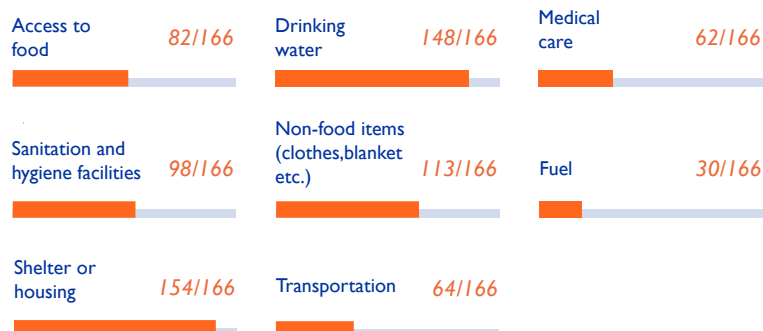 Access to
food
82/166
Drinking
water
148/166
Medical
care
62/166
Sanitation and
hygiene facilities
98/166
Non-food items
(clothes,blanket
etc.)
113/166
Fuel
30/166
Shelter or
housing
154/166
Transportation
64/166